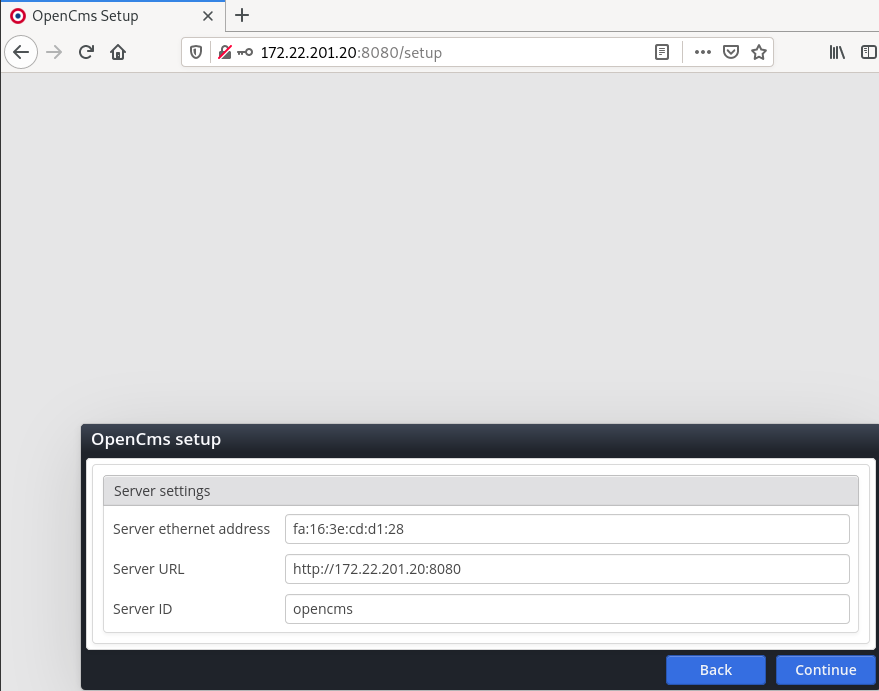 OpenCms Setup
172.22.201.20:8080/setup
OpenCms setup
Server settings
Server ethernet address fa:16:3e:cd:d1:28
Server URL http://172.22.201.20:8080
Server ID opencms
Back Continue